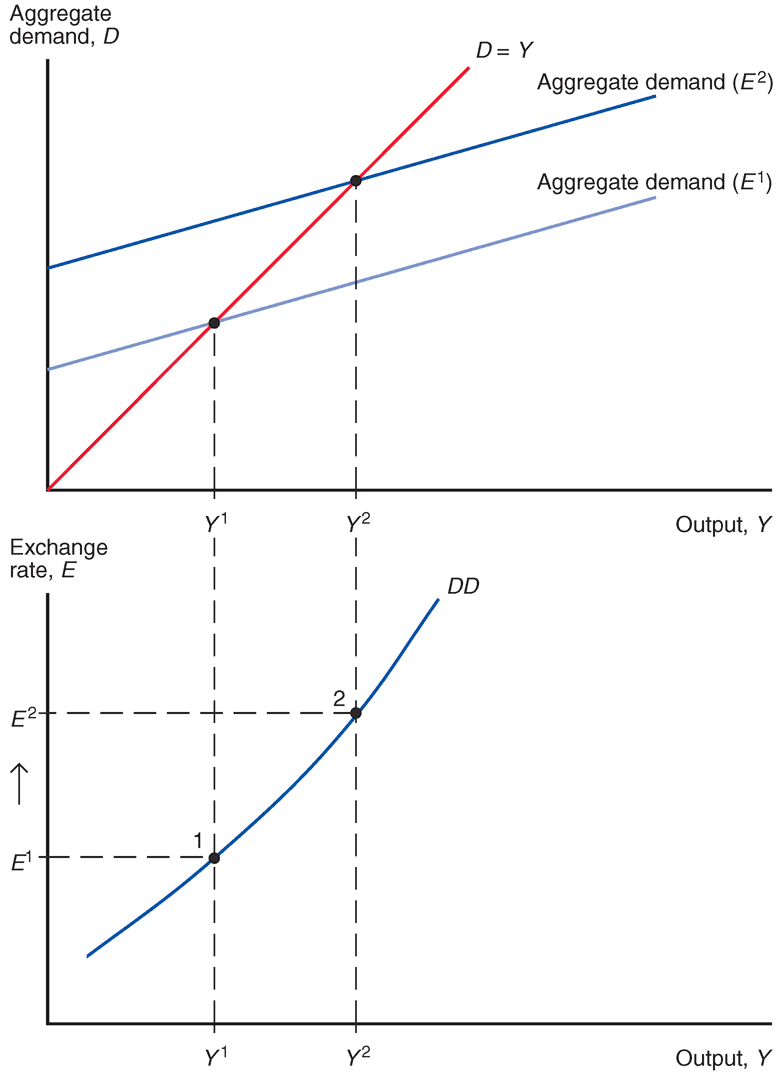 Aggregate
demand, D
D = Y
Aggregate demand (E²)
Aggregate demand (E¹)
Y¹
Y²
Output, Y
Exchange
rate, E
DD
2
E²
1
E¹
Y¹
Y²
Output, Y